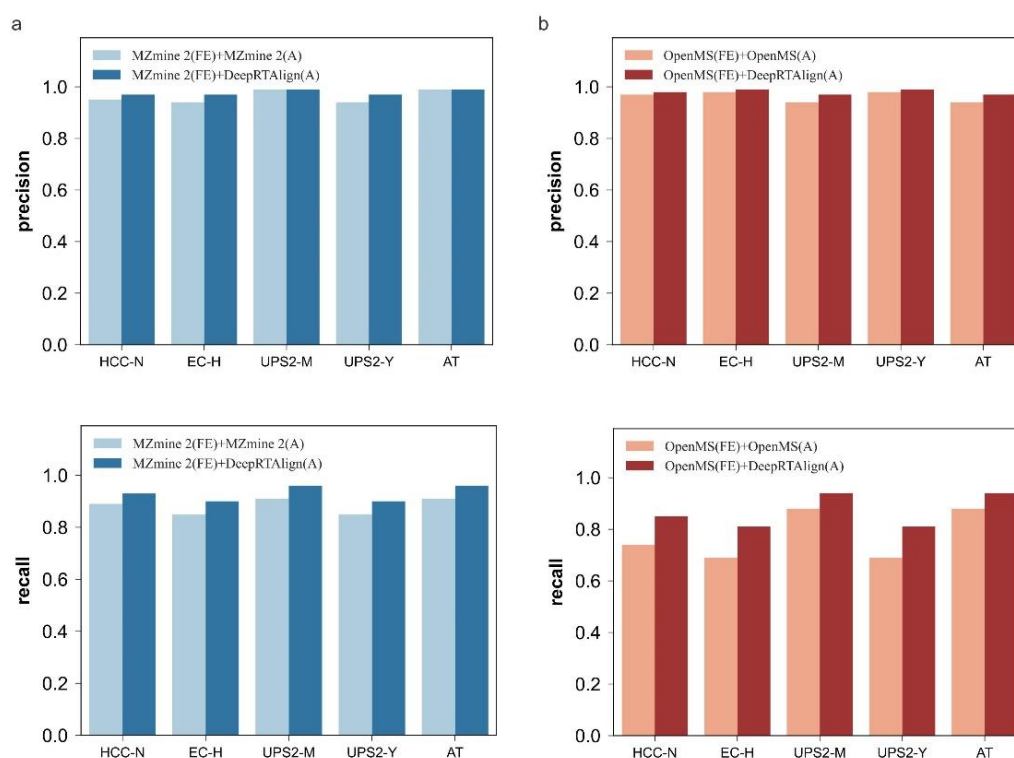 a
MZmine 2(FE)+MZmine 2(A)
MZmine 2(FE)+DeepRTAlign(A)
1.0
0.8
0.6
0.4
0.2
0.0
precision
HCC-N EC-H UPS2-M UPS2-Y AT
b
OpenMS(FE)+OpenMS(A)
OpenMS(FE)+DeepRTAlign(A)
1.0
0.8
0.6
0.4
0.2
0.0
precision
HCC-N EC-H UPS2-M UPS2-Y AT
MZmine 2(FE)+MZmine 2(A)
MZmine 2(FE)+DeepRTAlign(A)
1.0
0.8
0.6
0.4
0.2
0.0
recall
HCC-N EC-H UPS2-M UPS2-Y AT
OpenMS(FE)+OpenMS(A)
OpenMS(FE)+DeepRTAlign(A)
1.0
0.8
0.6
0.4
0.2
0.0
recall
HCC-N EC-H UPS2-M UPS2-Y AT